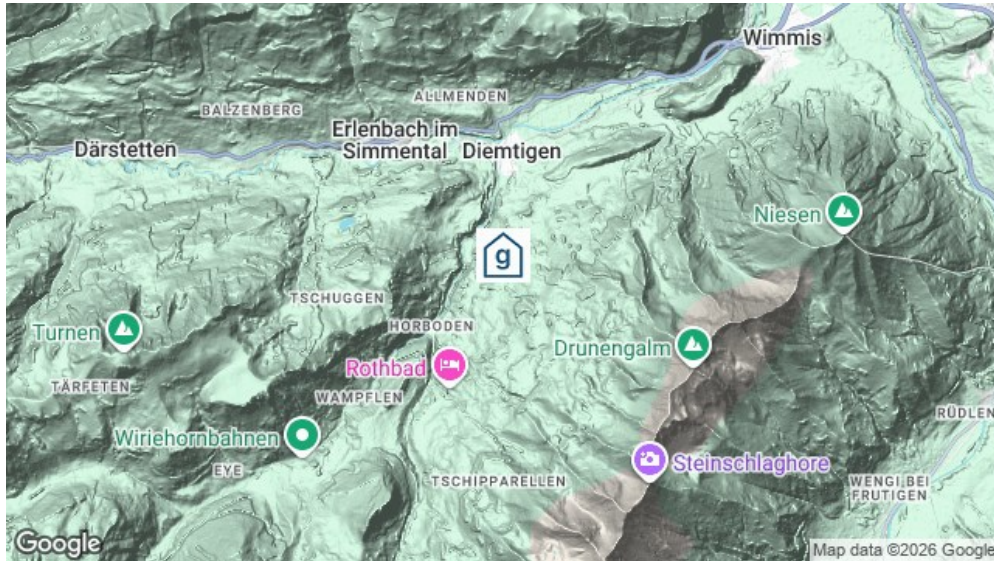 Wimmis
ALLMENDEN
BALZENBERG
Erlenbach im
Simmental
Diemtigen
Därstetten
Niesen
g
TSCHUGGEN
HORBODEN
Turnen
Drunengalm
Rothbad
TÄRFETEN
WAMPFLEN
RÜDLEN
Wiriehornbahnen
EYE
Steinschlaghore
TSCHIPPARELLEN
WENGI BEI
FRUTIGEN
Google
Map data ©2026 Google